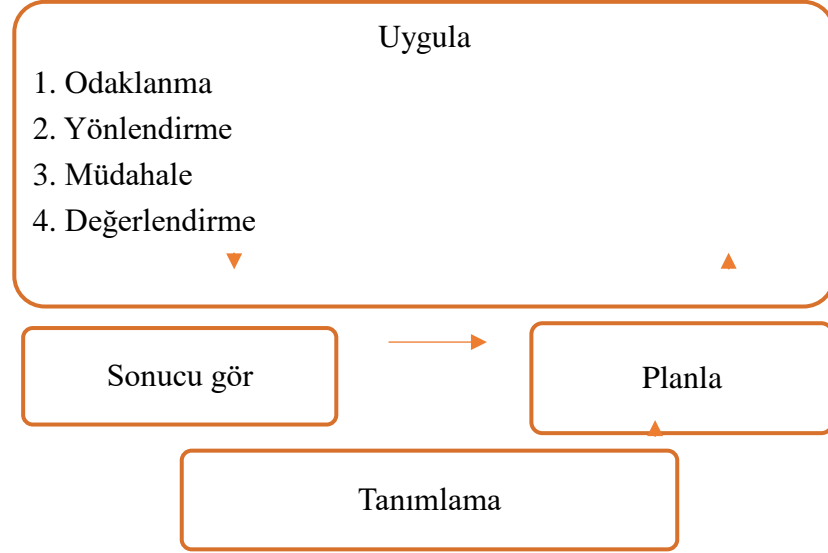 Uygula
1. Odaklanma
2. Yönlendirme
3. Müdahale
4. Değerlendirme
Sonucu gör
Planla
Tanımlama